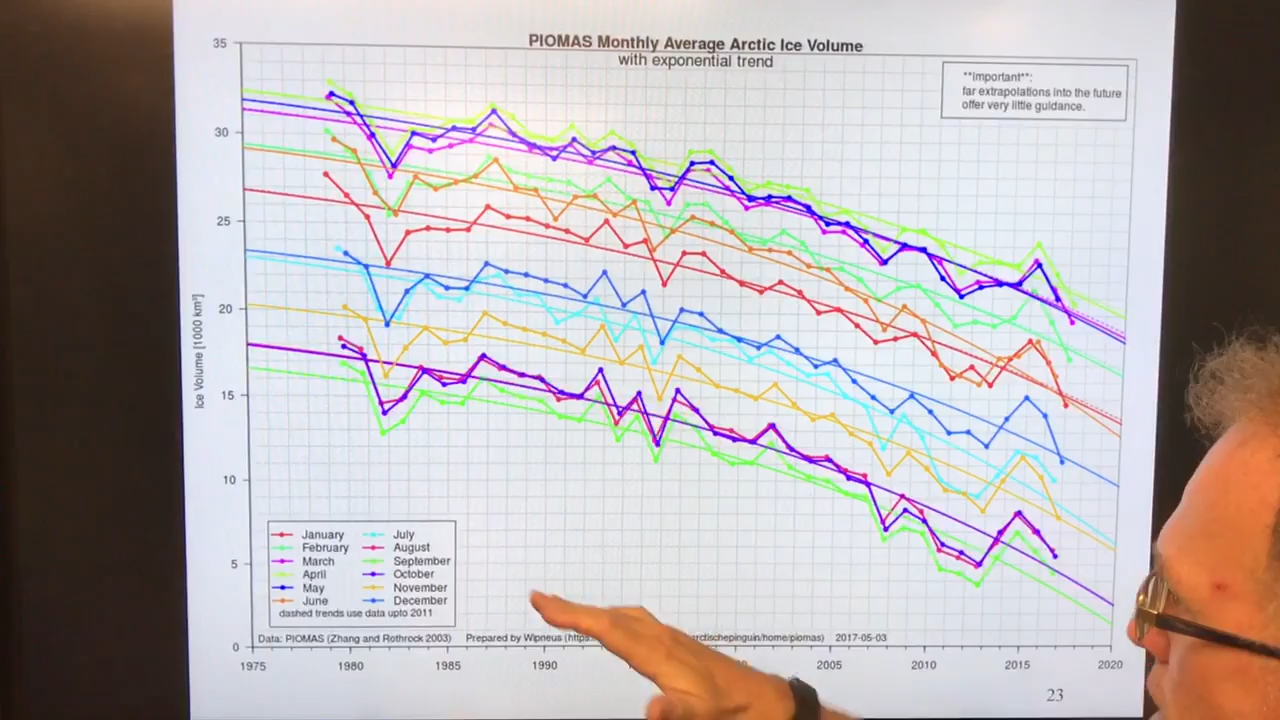 PIOMAS Monthly Average Arctic Ice Volume
with exponential trend
**Important**:
far extrapolations into the future
offer very little guidance.
Ice Volume [1000 km³]
35
30
25
20
15
10
5
0
January
February
March
April
May
June
July
August
September
October
November
December
dashed trends use data upto 2011
Data: PIOMAS (Zhang and Rothrock 2003) Prepared by Wipneus (https: arctischepinguin/home/piomas) 2017-05-03
1975 1980 1985 1990 2005 2010 2015 2020
23